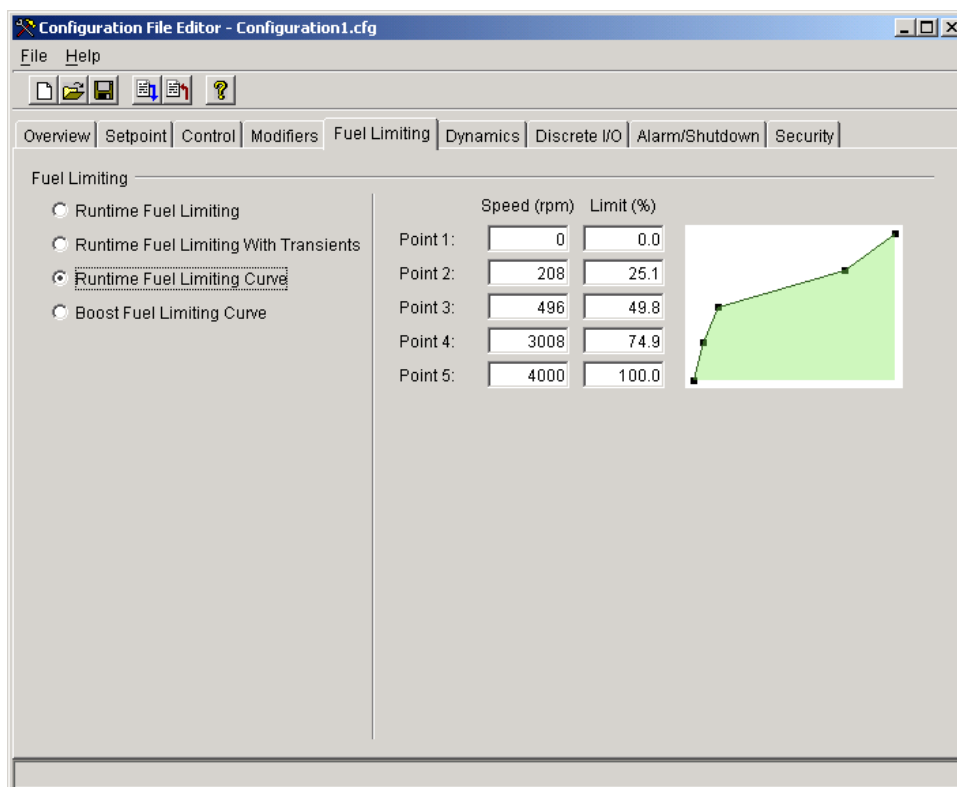 Configuration File Editor - Configuration1.cfg
File Help
Overview Setpoint Control Modifiers Fuel Limiting Dynamics Discrete I/O Alarm/Shutdown Security
Fuel Limiting
Runtime Fuel Limiting
Runtime Fuel Limiting With Transients
Runtime Fuel Limiting Curve
Boost Fuel Limiting Curve
Speed (rpm) Limit (%)
Point 1: 0 0.0
Point 2: 208 25.1
Point 3: 496 49.8
Point 4: 3008 74.9
Point 5: 4000 100.0